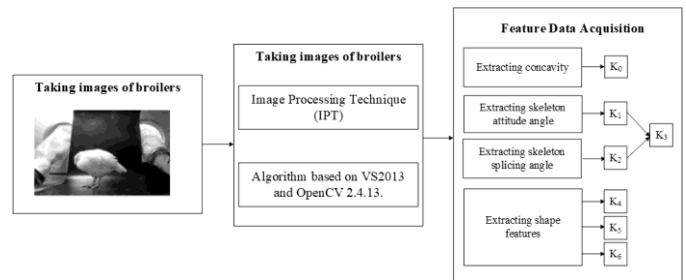 Taking images of broilers
Taking images of broilers
Image Processing Technique
(IPT)
Algorithm based on VS2013
and OpenCV 2.4.13.
Feature Data Acquisition
Extracting concavity
K₀
Extracting skeleton
attitude angle
K₁
K₃
Extracting skeleton
splicing angle
K₂
Extracting shape
features
K₄
K₅
K₆